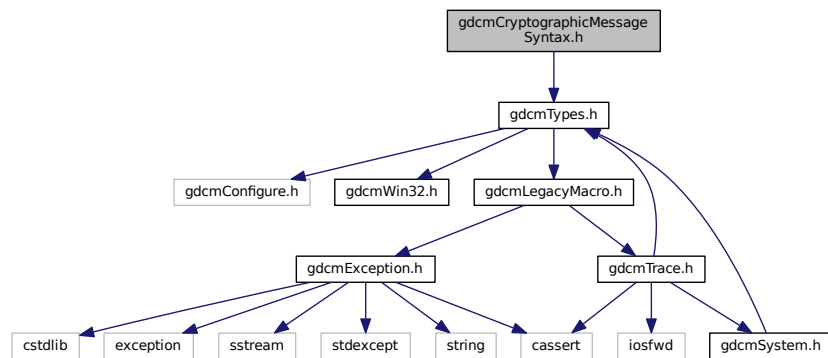 gdcmCryptographicMessage
Syntax.h
gdcmTypes.h
gdcmConfigure.h
gdcmWin32.h
gdcmLegacyMacro.h
gdcmException.h
gdcmTrace.h
cstdlib
exception
sstream
stdexcept
string
cassert
iosfwd
gdcmSystem.h